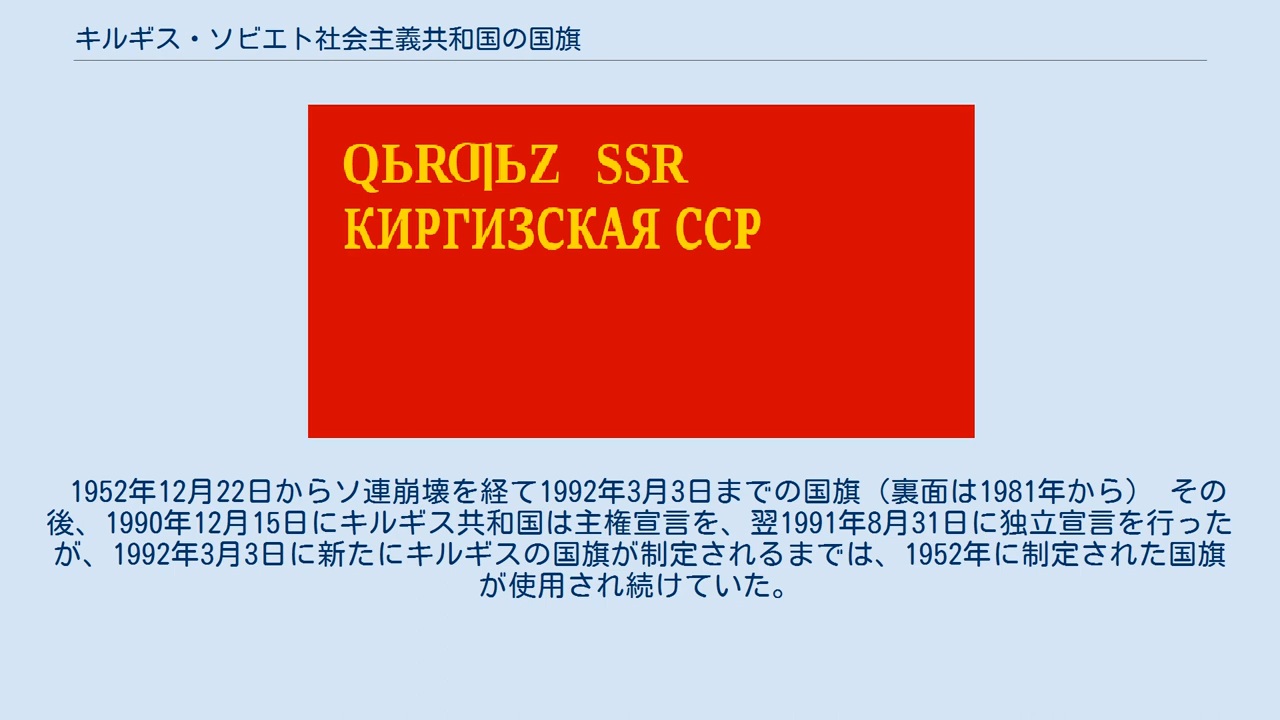 キルギス・ソビエト社会主義共和国の国旗
QЬRƢЬZ SSR
КИРГИЗСКАЯ ССР
1952年12月22日からソ連崩壊を経て1992年3月3日までの国旗（裏面は1981年から） その
後、1990年12月15日にキルギス共和国は主権宣言を、翌1991年8月31日に独立宣言を行った
が、1992年3月3日に新たにキルギスの国旗が制定されるまでは、1952年に制定された国旗
が使用され続けていた。